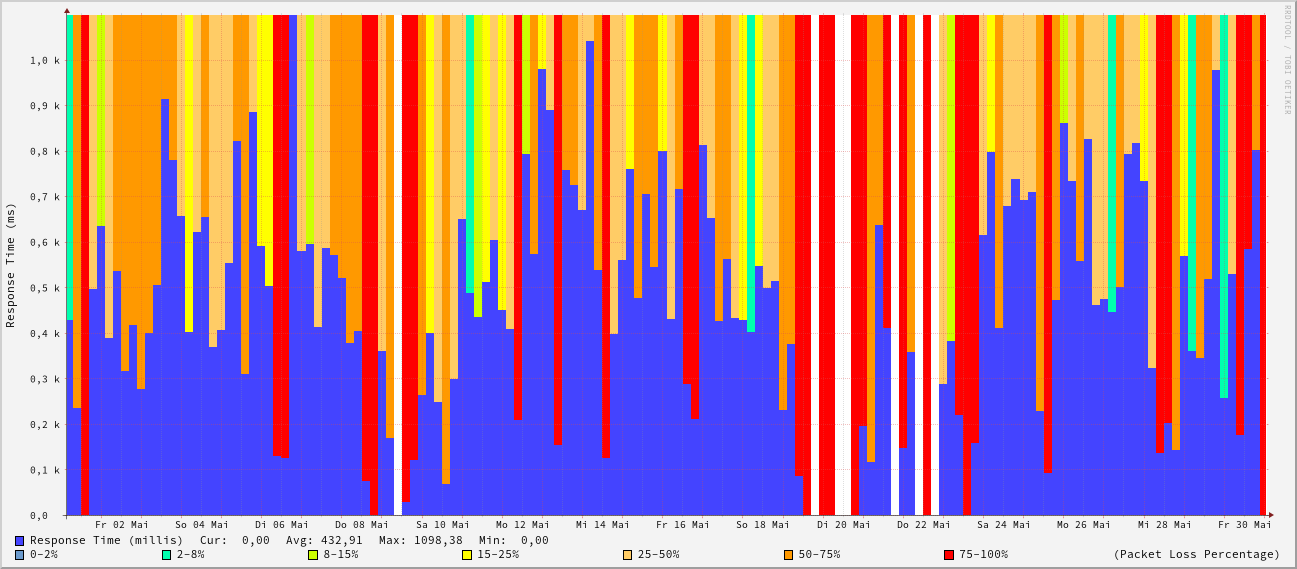 RRDTOOL / TOBI OETIKER
Response Time (ms)
1,0 k
0,9 k
0,8 k
0,7 k
0,6 k
0,5 k
0,4 k
0,3 k
0,2 k
0,1 k
0,0
Fr 02 Mai So 04 Mai Di 06 Mai Do 08 Mai Sa 10 Mai Mo 12 Mai Mi 14 Mai Fr 16 Mai So 18 Mai Di 20 Mai Do 22 Mai Sa 24 Mai Mo 26 Mai Mi 28 Mai Fr 30 Mai
Response Time (millis) Cur: 0,00 Avg: 432,91 Max: 1098,38 Min: 0,00
0-2% 2-8% 8-15% 15-25% 25-50% 50-75% 75-100% (Packet Loss Percentage)